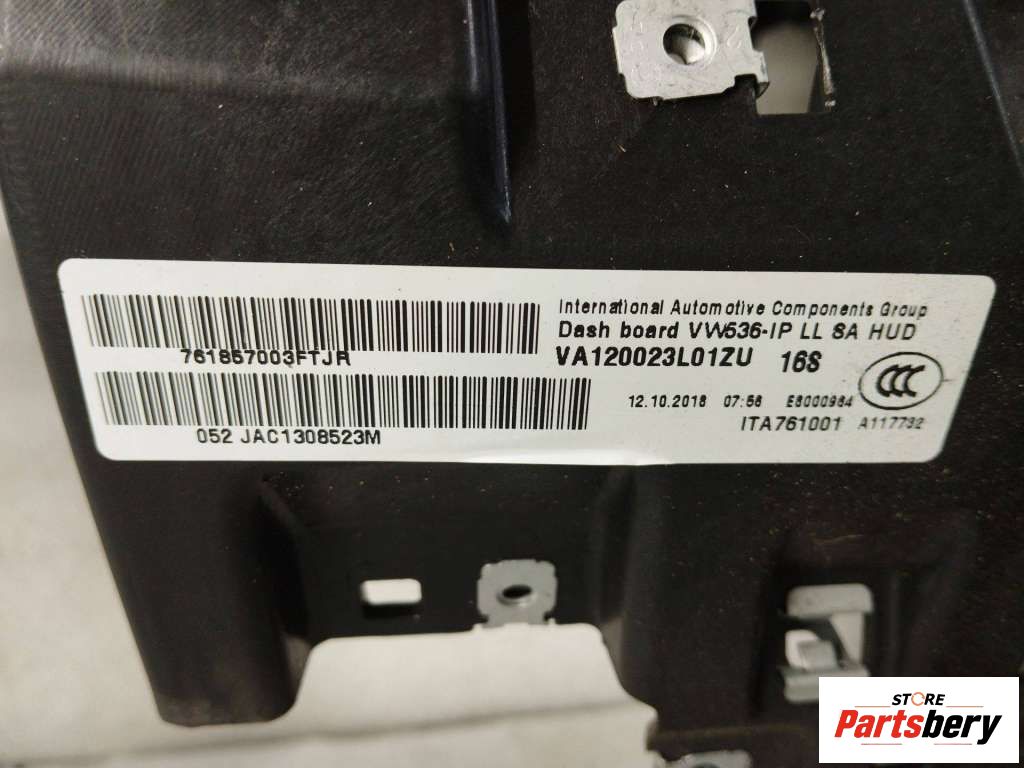 International Automotive Components Group
Dash board VW536-IP LL SA HUD
761857003FTJR
VA120023L01ZU 16S
CCC
12.10.2018 07:56 E8000984
052 JAC1308523M
ITA761001 A117732
STORE
Partsbery